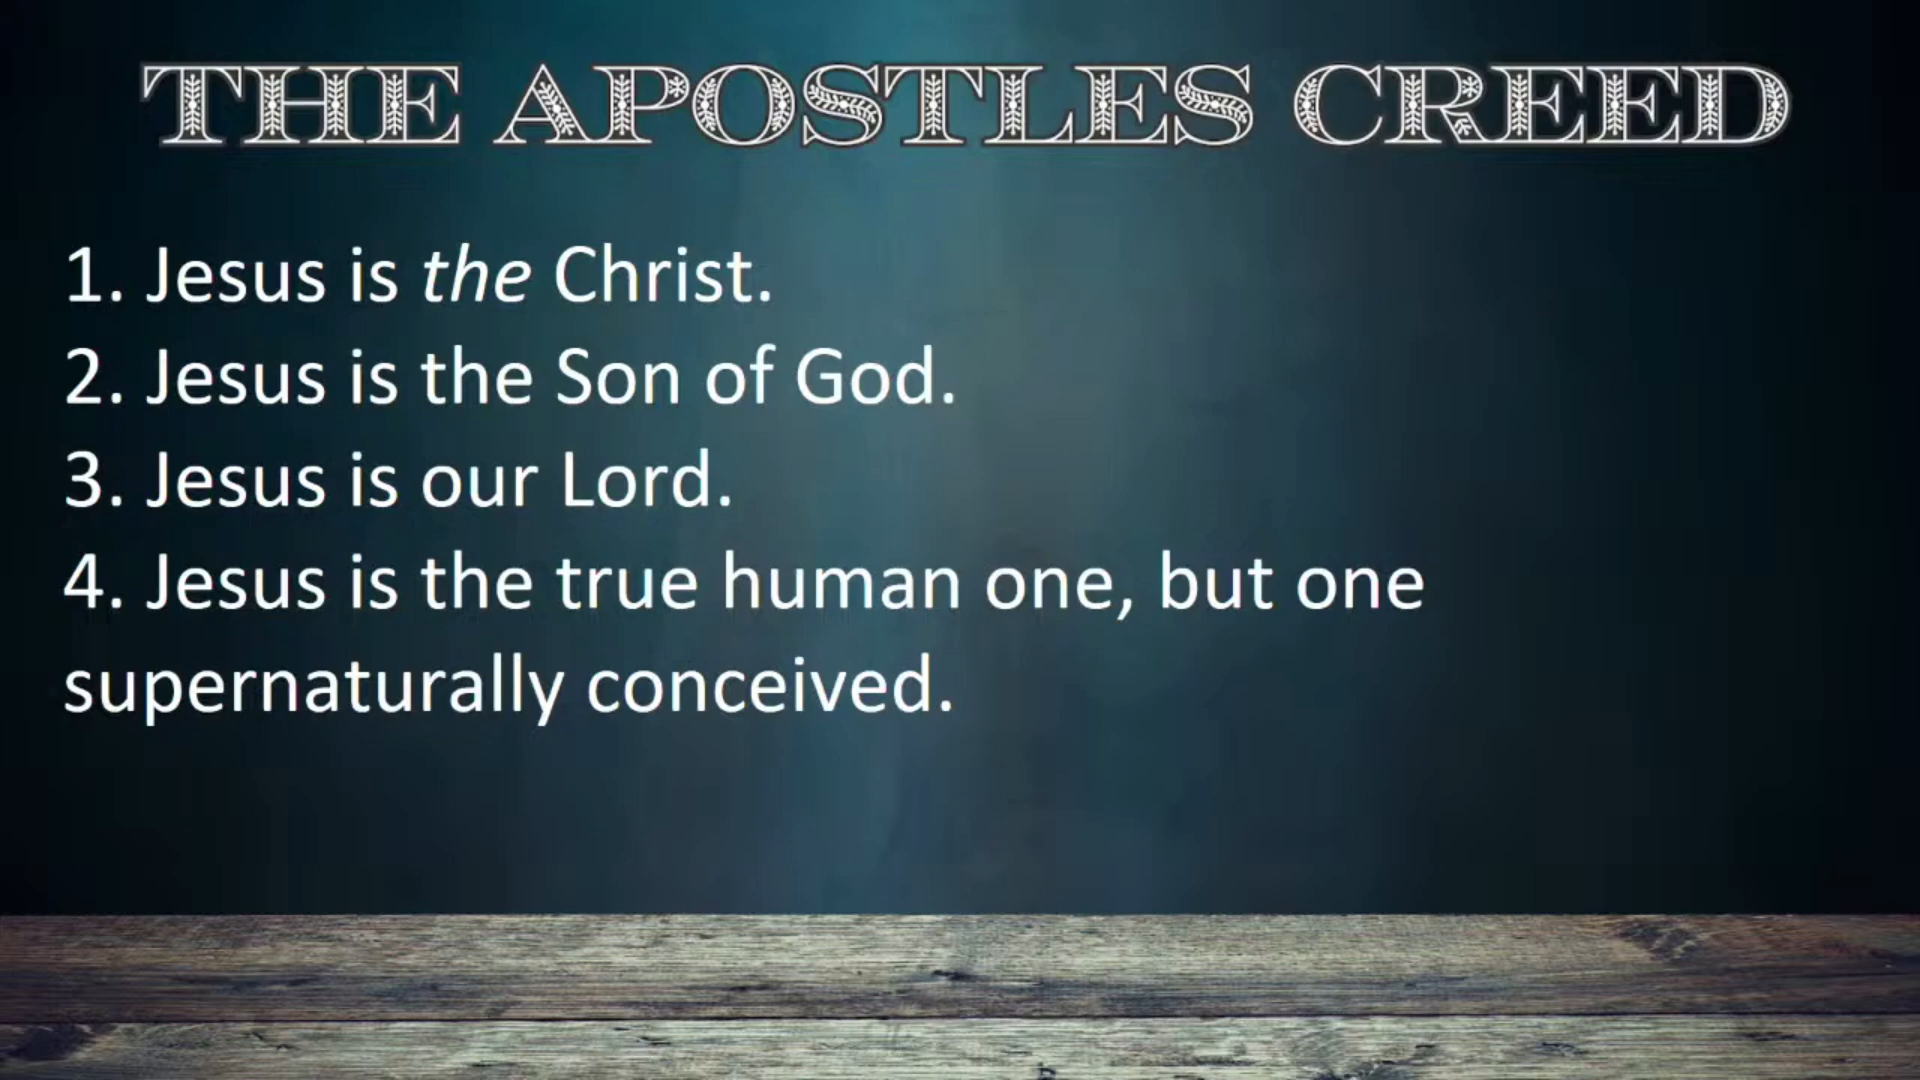 THE APOSTLES CREED
1. Jesus is the Christ.
2. Jesus is the Son of God.
3. Jesus is our Lord.
4. Jesus is the true human one, but one
supernaturally conceived.